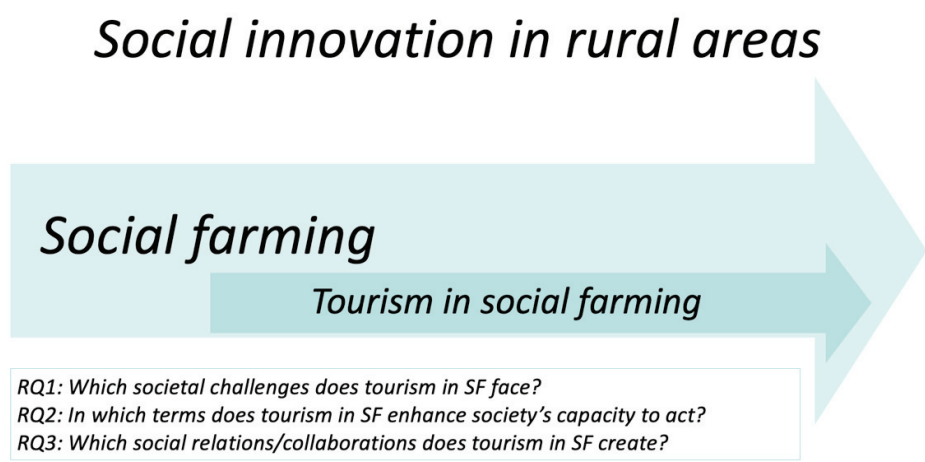 Social innovation in rural areas
Social farming
Tourism in social farming
RQ1: Which societal challenges does tourism in SF face?
RQ2: In which terms does tourism in SF enhance society’s capacity to act?
RQ3: Which social relations/collaborations does tourism in SF create?